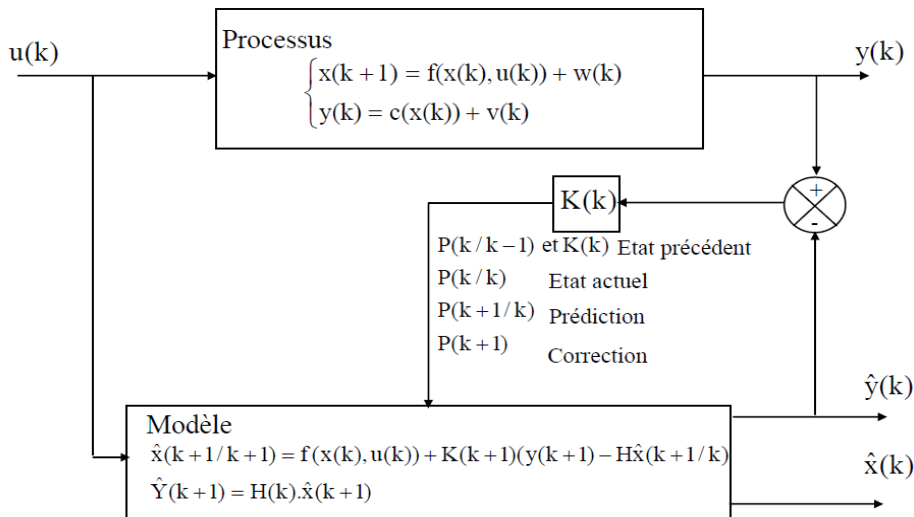 u(k)
Processus
x(k + 1) = f(x(k), u(k)) + w(k)
y(k) = c(x(k)) + v(k)
y(k)
+
-
K(k)
P(k / k −1) et K(k) Etat précédent
P(k / k) Etat actuel
P(k +1/ k) Prédiction
P(k +1) Correction
ŷ(k)
Modèle
x̂(k +1/ k +1) = f (x(k), u(k)) + K(k +1)(y(k +1) − Hx̂(k +1/ k)
Ŷ(k +1) = H(k).x̂(k +1)
x̂(k)